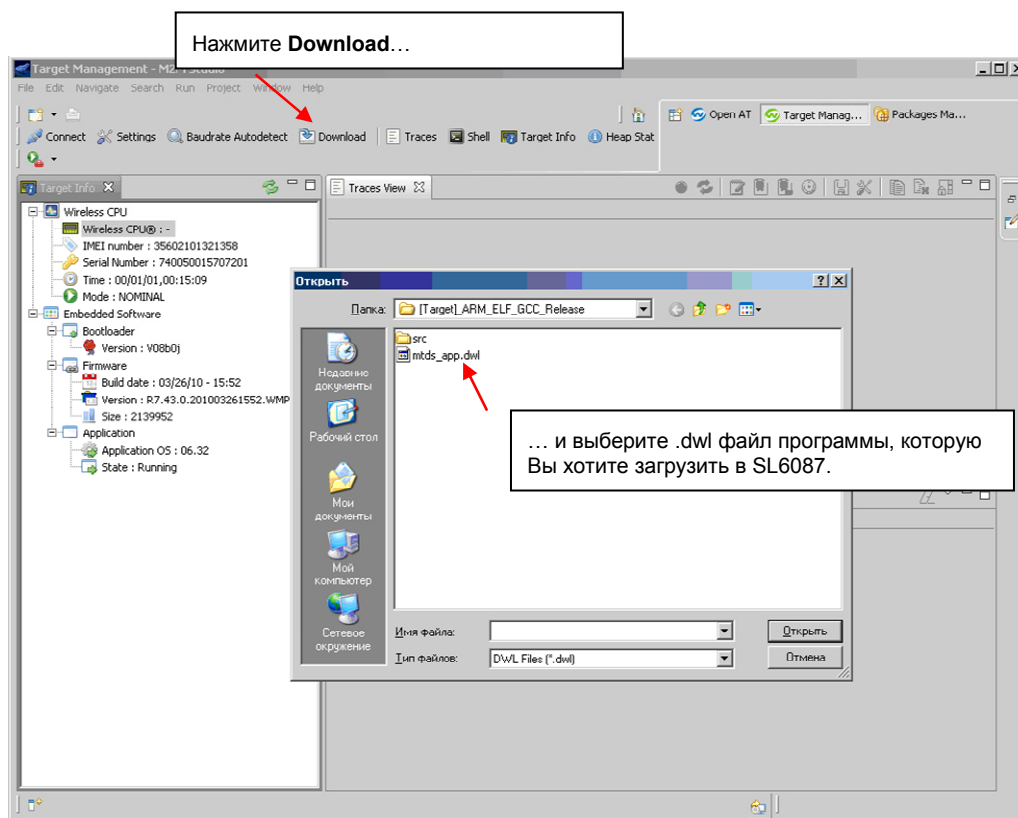 Нажмите Download…
Target Management - M2M Studio
File Edit Navigate Search Run Project Window Help
Open AT Target Manag... Packages Ma...
Connect Settings Baudrate Autodetect Download Traces Shell Target Info Heap Stat
Target Info
Traces View
Wireless CPU
Wireless CPU® : -
IMEI number : 35602101321358
Serial Number : 740050015707201
Time : 00/01/01,00:15:09
Mode : NOMINAL
Embedded Software
Bootloader
Version : V08b0j
Firmware
Build date : 03/26/10 - 15:52
Version : R7.43.0.201003261552.WMP
Size : 2139952
Application
Application OS : 06.32
State : Running
Открыть
Папка: [Target]_ARM_ELF_GCC_Release
src
mtds_app.dwl
Недавние
документы
Рабочий стол
Мои
документы
Мой
компьютер
Сетевое
окружение
… и выберите .dwl файл программы, которую
Вы хотите загрузить в SL6087.
Имя файла:
Открыть
Тип файлов: DWL Files (*.dwl)
Отмена